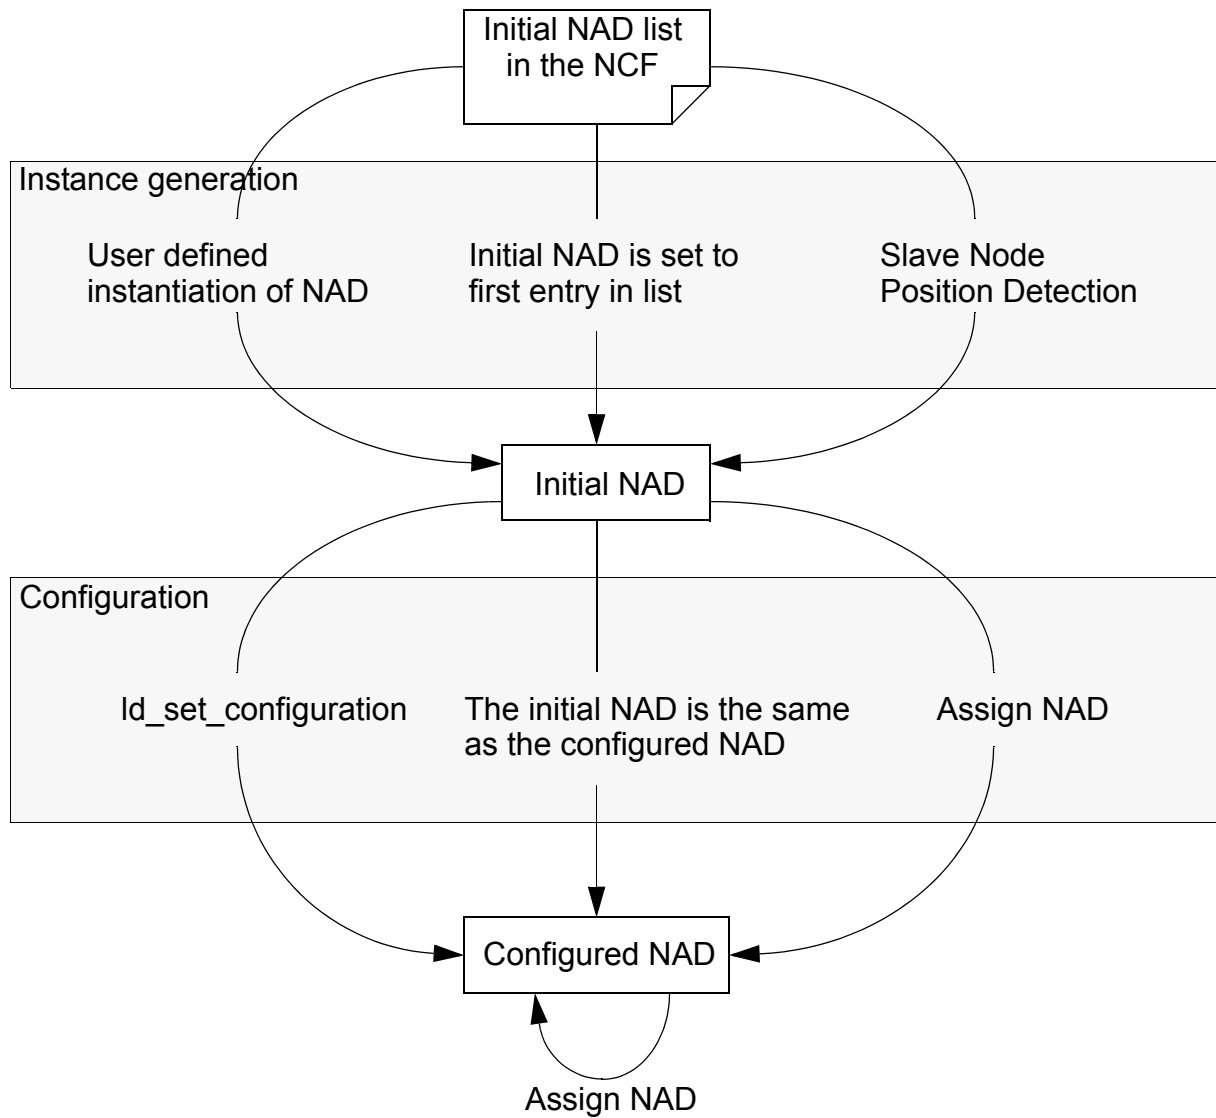 Initial NAD list
in the NCF
Instance generation
User defined
instantiation of NAD
Initial NAD is set to
first entry in list
Slave Node
Position Detection
Initial NAD
Configuration
ld_set_configuration
The initial NAD is the same
as the configured NAD
Assign NAD
Configured NAD
Assign NAD